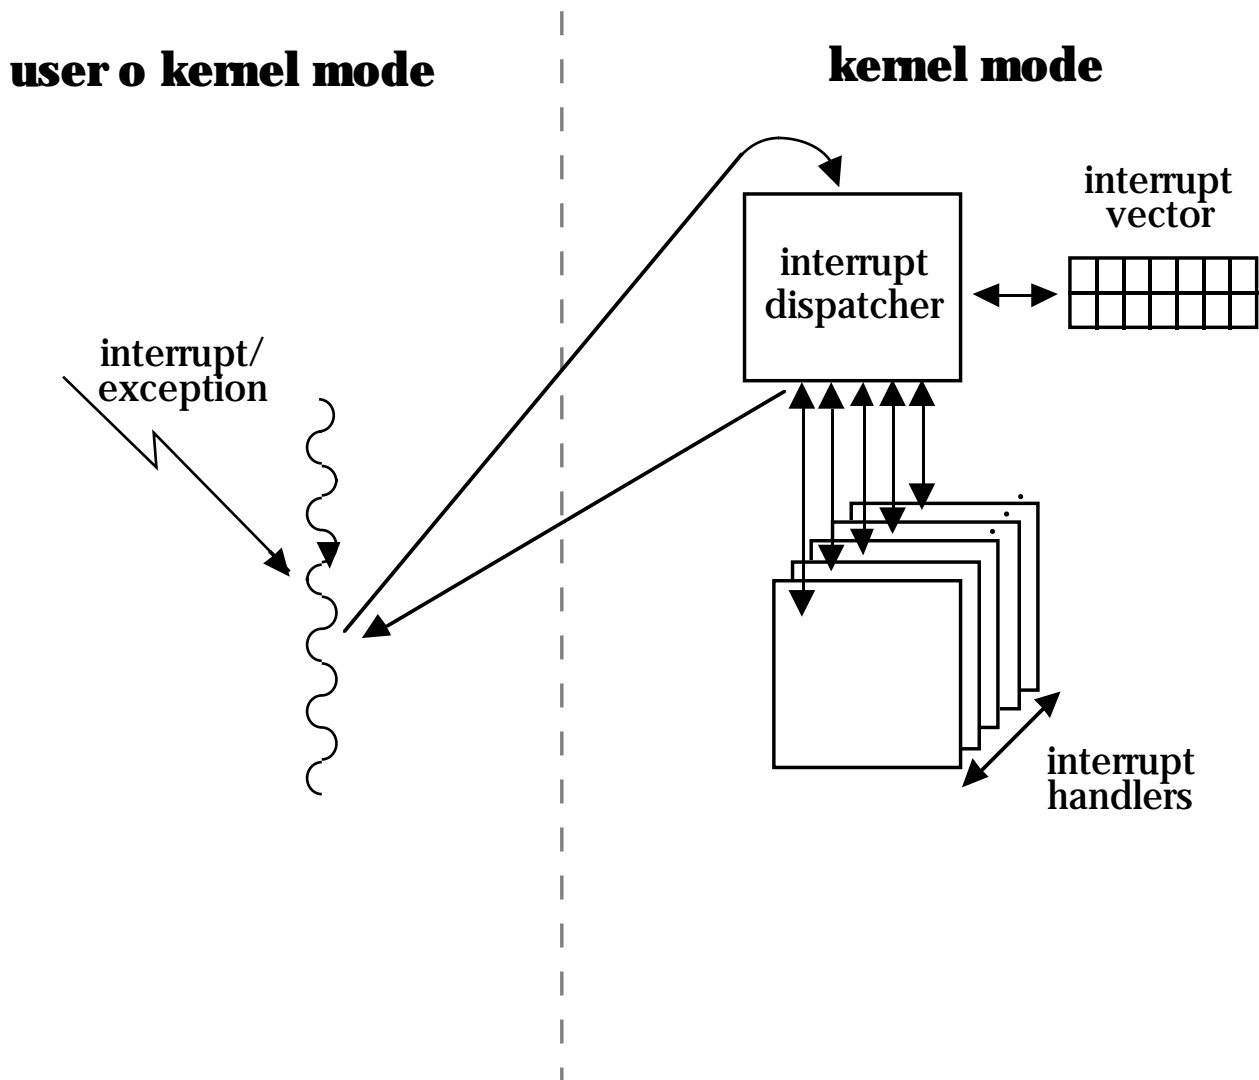 user o kernel mode
kernel mode
interrupt
vector
interrupt
dispatcher
interrupt/
exception
interrupt
handlers